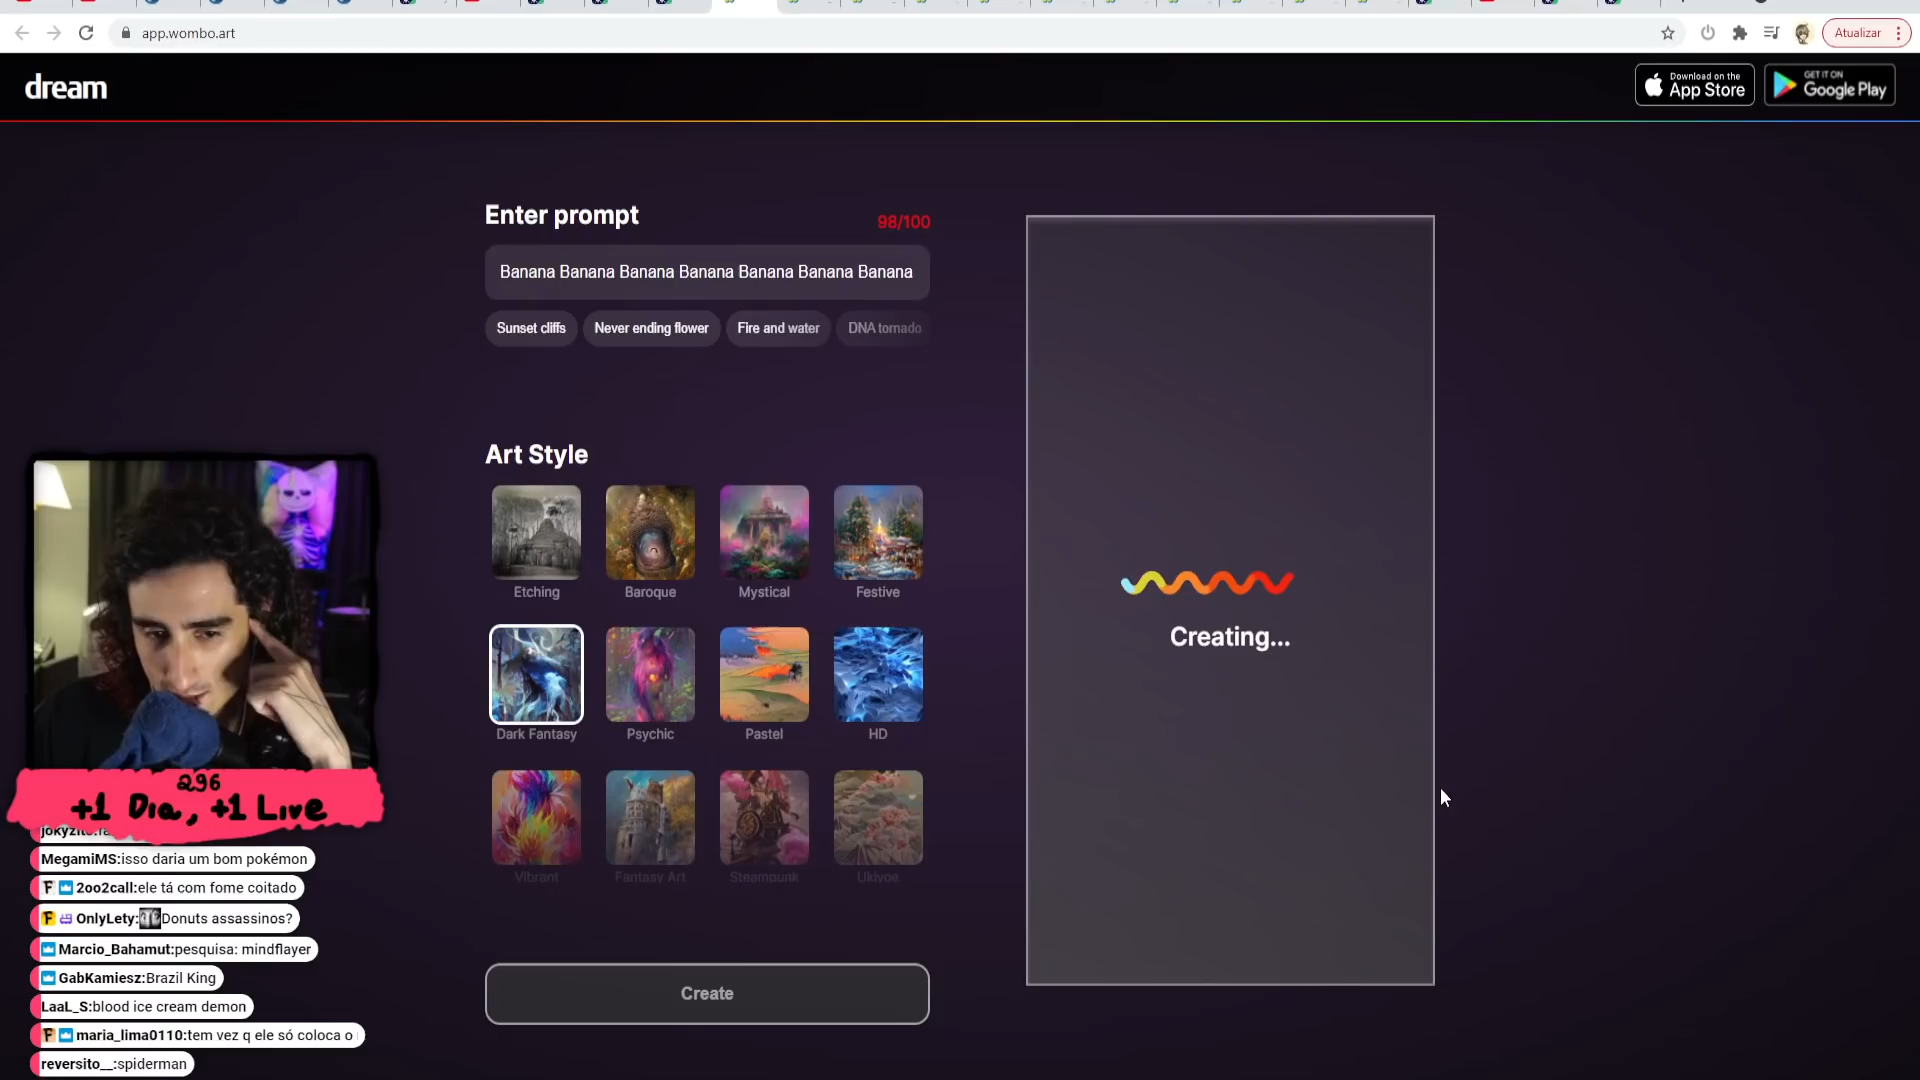 app.wombo.art
Atualizar
dream
Download on the
App Store
GET IT ON
Google Play
Enter prompt
98/100
Banana Banana Banana Banana Banana Banana Banana
Sunset cliffs
Never ending flower
Fire and water
DNA tornado
Art Style
Etching
Baroque
Mystical
Festive
Dark Fantasy
Psychic
Pastel
HD
Vibrant
Fantasy Art
Steampunk
Ukiyoe
Create
Creating...
296
+1 Dia, +1 Live
MegamiMS:isso daria um bom pokémon
2oo2call:ele tá com fome coitado
OnlyLety:Donuts assassinos?
Marcio_Bahamut:pesquisa: mindflayer
GabKamiesz:Brazil King
LaaL_S:blood ice cream demon
maria_lima0110:tem vez q ele só coloca o
reversito__:spiderman